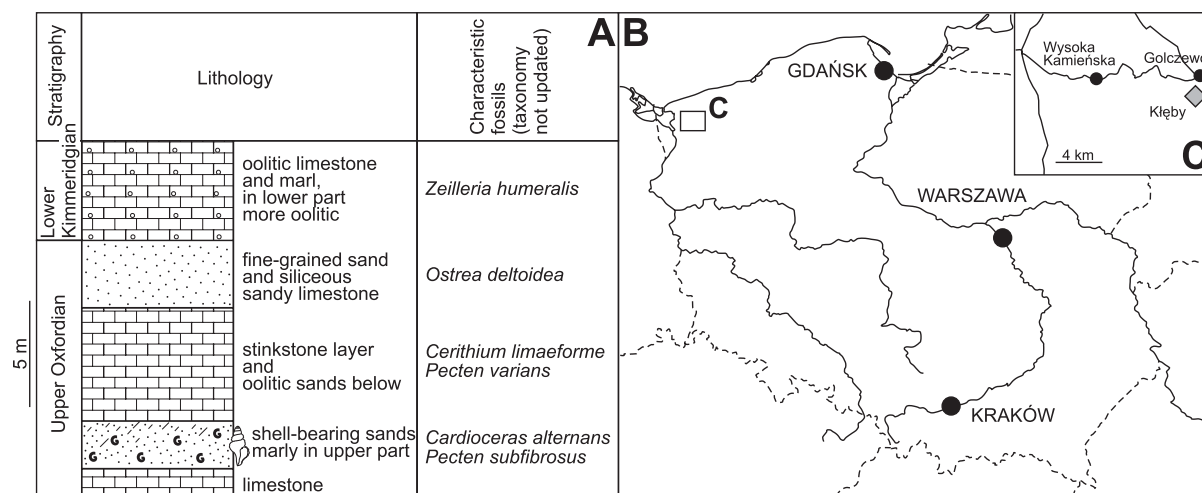 Stratigraphy
Lithology
Characteristic
fossils
(taxonomy
not updated)
A
Lower
Kimmeridgian
oolitic limestone
and marl,
in lower part
more oolitic
Zeilleria humeralis
5 m
Upper Oxfordian
fine-grained sand
and siliceous
sandy limestone
Ostrea deltoidea
stinkstone layer
and
oolitic sands below
Cerithium limaeforme
Pecten varians
G G G
G G G
shell-bearing sands
marly in upper part
Cardioceras alternans
Pecten subfibrosus
limestone
B
GDAŃSK
C
WARSZAWA
KRAKÓW
Wysoka
Kamieńska
Golczewo
Kłęby
4 km
C